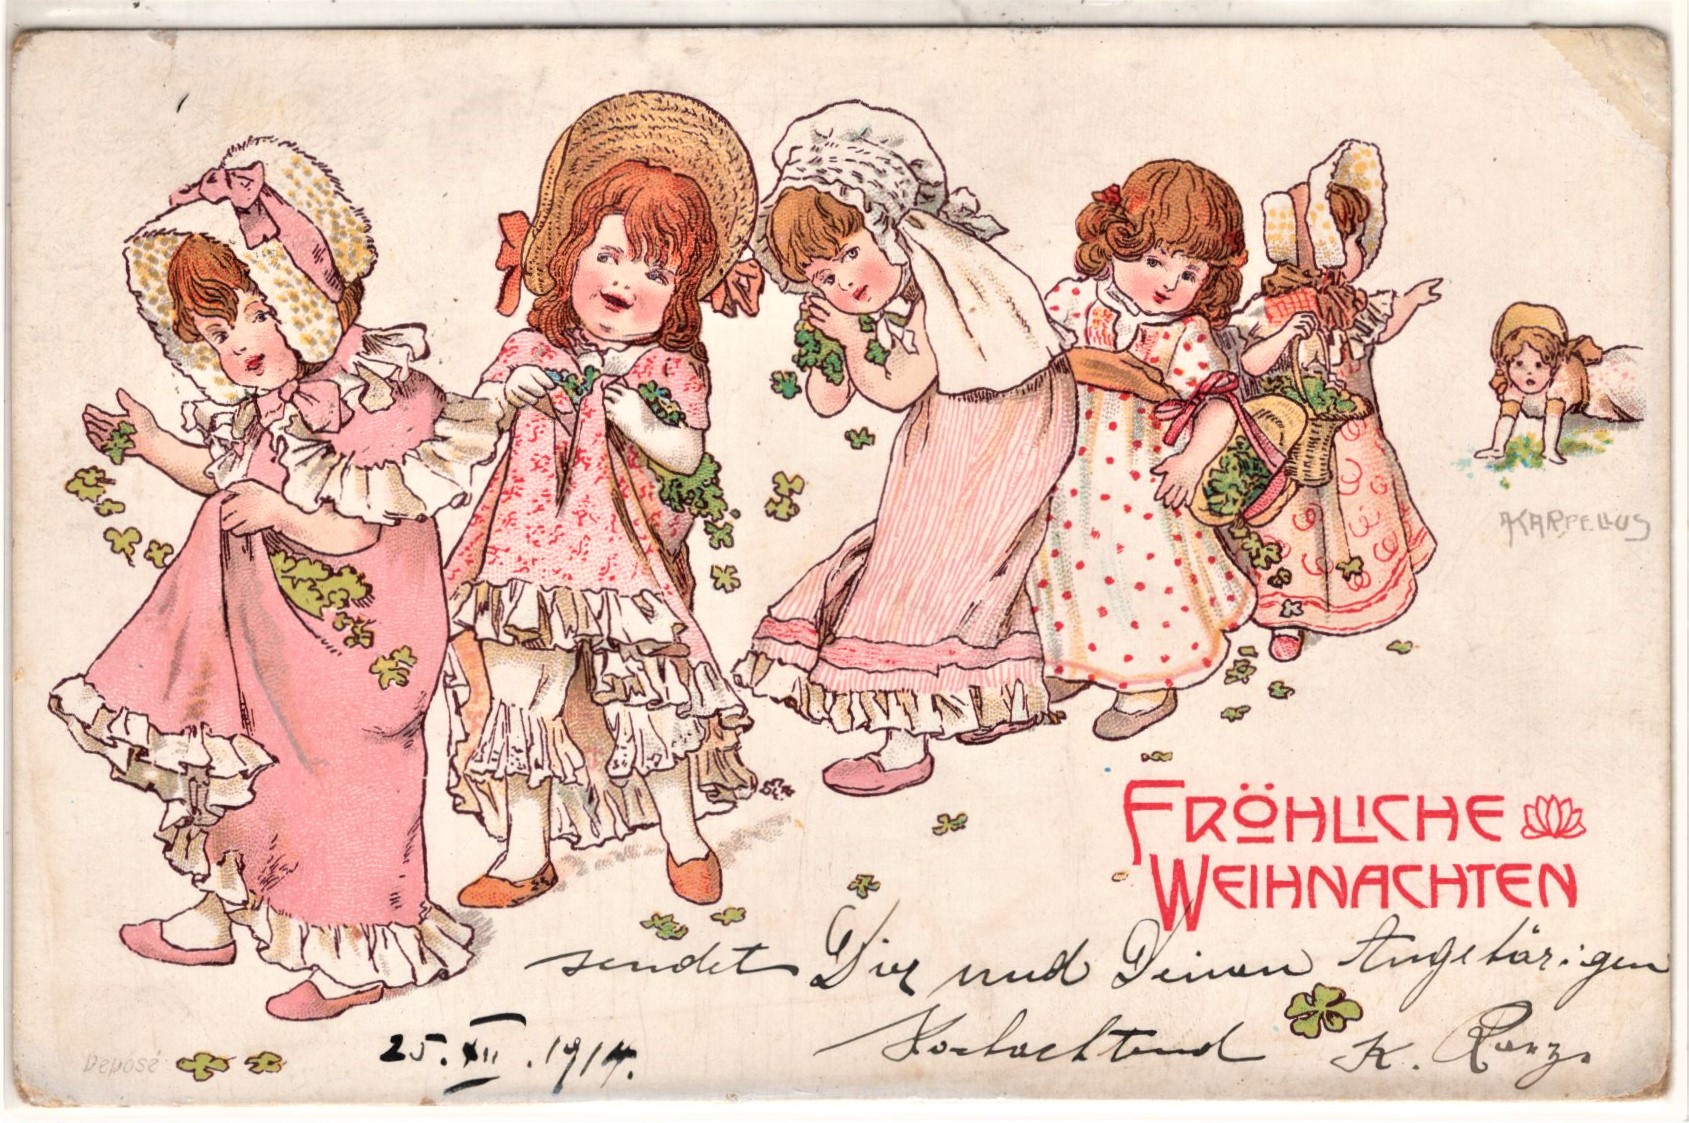 A KARPELLUS
FRÖHLICHE
WEIHNACHTEN
sendet Dir und Deinen Angehörigen
Hochachtend K.
25. XII. 1914.
Deposé